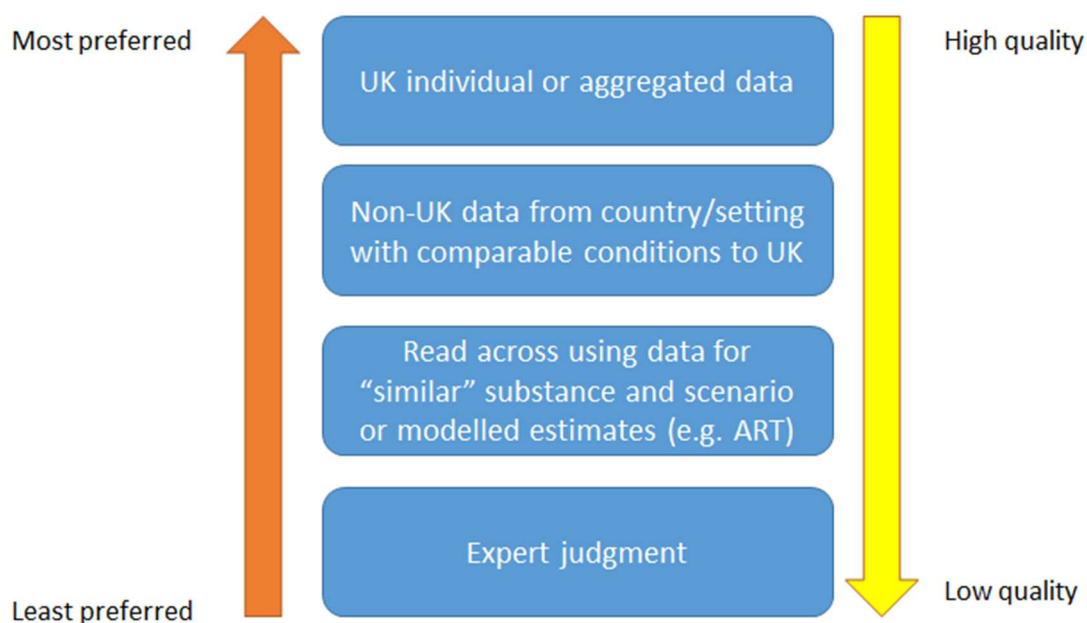 Most preferred
High quality
UK individual or aggregated data
Non-UK data from country/setting
with comparable conditions to UK
Read across using data for
“similar” substance and scenario
or modelled estimates (e.g. ART)
Expert judgment
Least preferred
Low quality